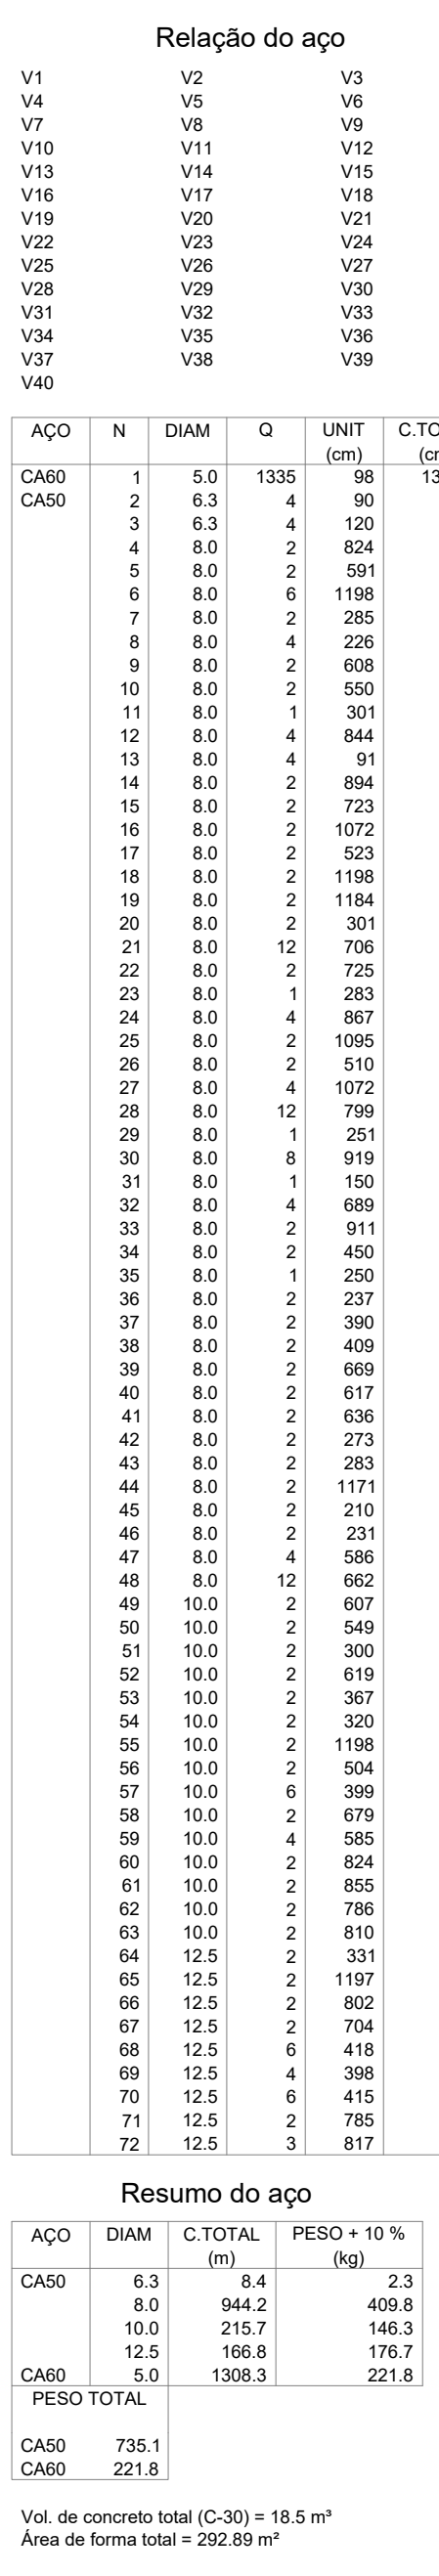 Relação do aço
V1 V2 V3
V4 V5 V6
V7 V8 V9
V10 V11 V12
V13 V14 V15
V16 V17 V18
V19 V20 V21
V22 V23 V24
V25 V26 V27
V28 V29 V30
V31 V32 V33
V34 V35 V36
V37 V38 V39
V40
AÇO N DIAM Q UNIT C.TO
(cm) (cr
CA60 1 5.0 1335 98 13
CA50 2 6.3 4 90
3 6.3 4 120
4 8.0 2 824
5 8.0 2 591
6 8.0 6 1198
7 8.0 2 285
8 8.0 4 226
9 8.0 2 608
10 8.0 2 550
11 8.0 1 301
12 8.0 4 844
13 8.0 4 91
14 8.0 2 894
15 8.0 2 723
16 8.0 2 1072
17 8.0 2 523
18 8.0 2 1198
19 8.0 2 1184
20 8.0 2 301
21 8.0 12 706
22 8.0 2 725
23 8.0 1 283
24 8.0 4 867
25 8.0 2 1095
26 8.0 2 510
27 8.0 4 1072
28 8.0 12 799
29 8.0 1 251
30 8.0 8 919
31 8.0 1 150
32 8.0 4 689
33 8.0 2 911
34 8.0 2 450
35 8.0 1 250
36 8.0 2 237
37 8.0 2 390
38 8.0 2 409
39 8.0 2 669
40 8.0 2 617
41 8.0 2 636
42 8.0 2 273
43 8.0 2 283
44 8.0 2 1171
45 8.0 2 210
46 8.0 2 231
47 8.0 4 586
48 8.0 12 662
49 10.0 2 607
50 10.0 2 549
51 10.0 2 300
52 10.0 2 619
53 10.0 2 367
54 10.0 2 320
55 10.0 2 1198
56 10.0 2 504
57 10.0 6 399
58 10.0 2 679
59 10.0 4 585
60 10.0 2 824
61 10.0 2 855
62 10.0 2 786
63 10.0 2 810
64 12.5 2 331
65 12.5 2 1197
66 12.5 2 802
67 12.5 2 704
68 12.5 6 418
69 12.5 4 398
70 12.5 6 415
71 12.5 2 785
72 12.5 3 817
Resumo do aço
AÇO DIAM C.TOTAL PESO + 10 %
(m) (kg)
CA50 6.3 8.4 2.3
8.0 944.2 409.8
10.0 215.7 146.3
12.5 166.8 176.7
CA60 5.0 1308.3 221.8
PESO TOTAL
CA50 735.1
CA60 221.8
Vol. de concreto total (C-30) = 18.5 m³
Área de forma total = 292.89 m²